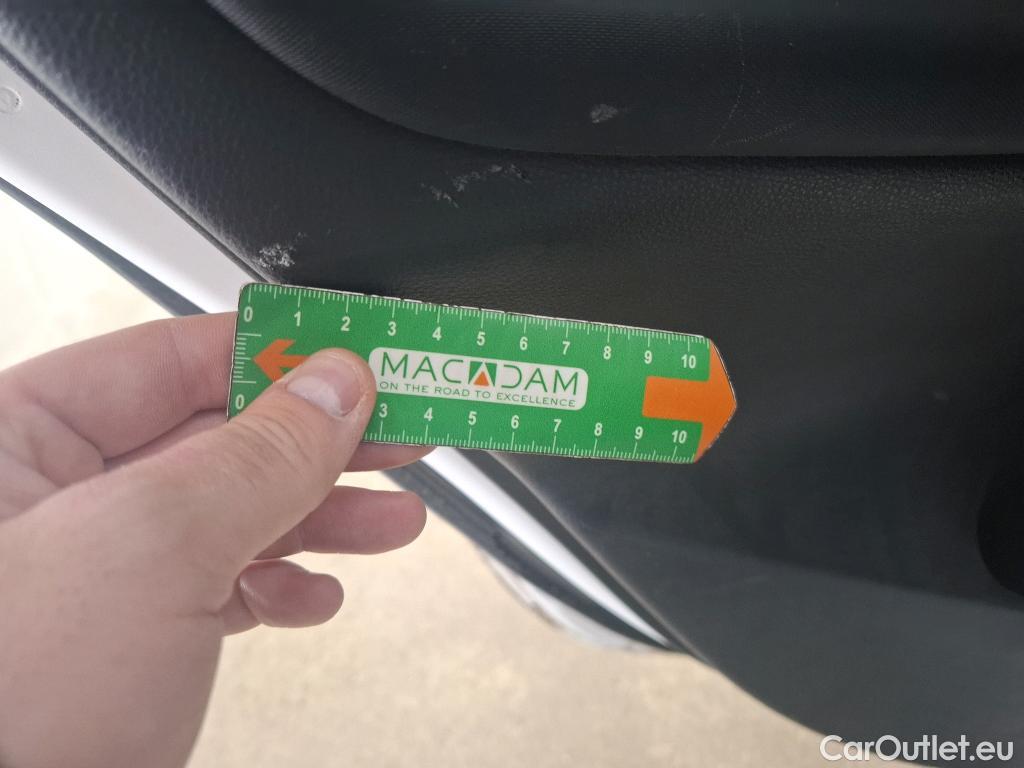 0 1 2 3 4 5 6 7 8 9 10
MACADAM
ON THE ROAD TO EXCELLENCE
0 3 4 5 6 7 8 9 10
CarOutlet.eu